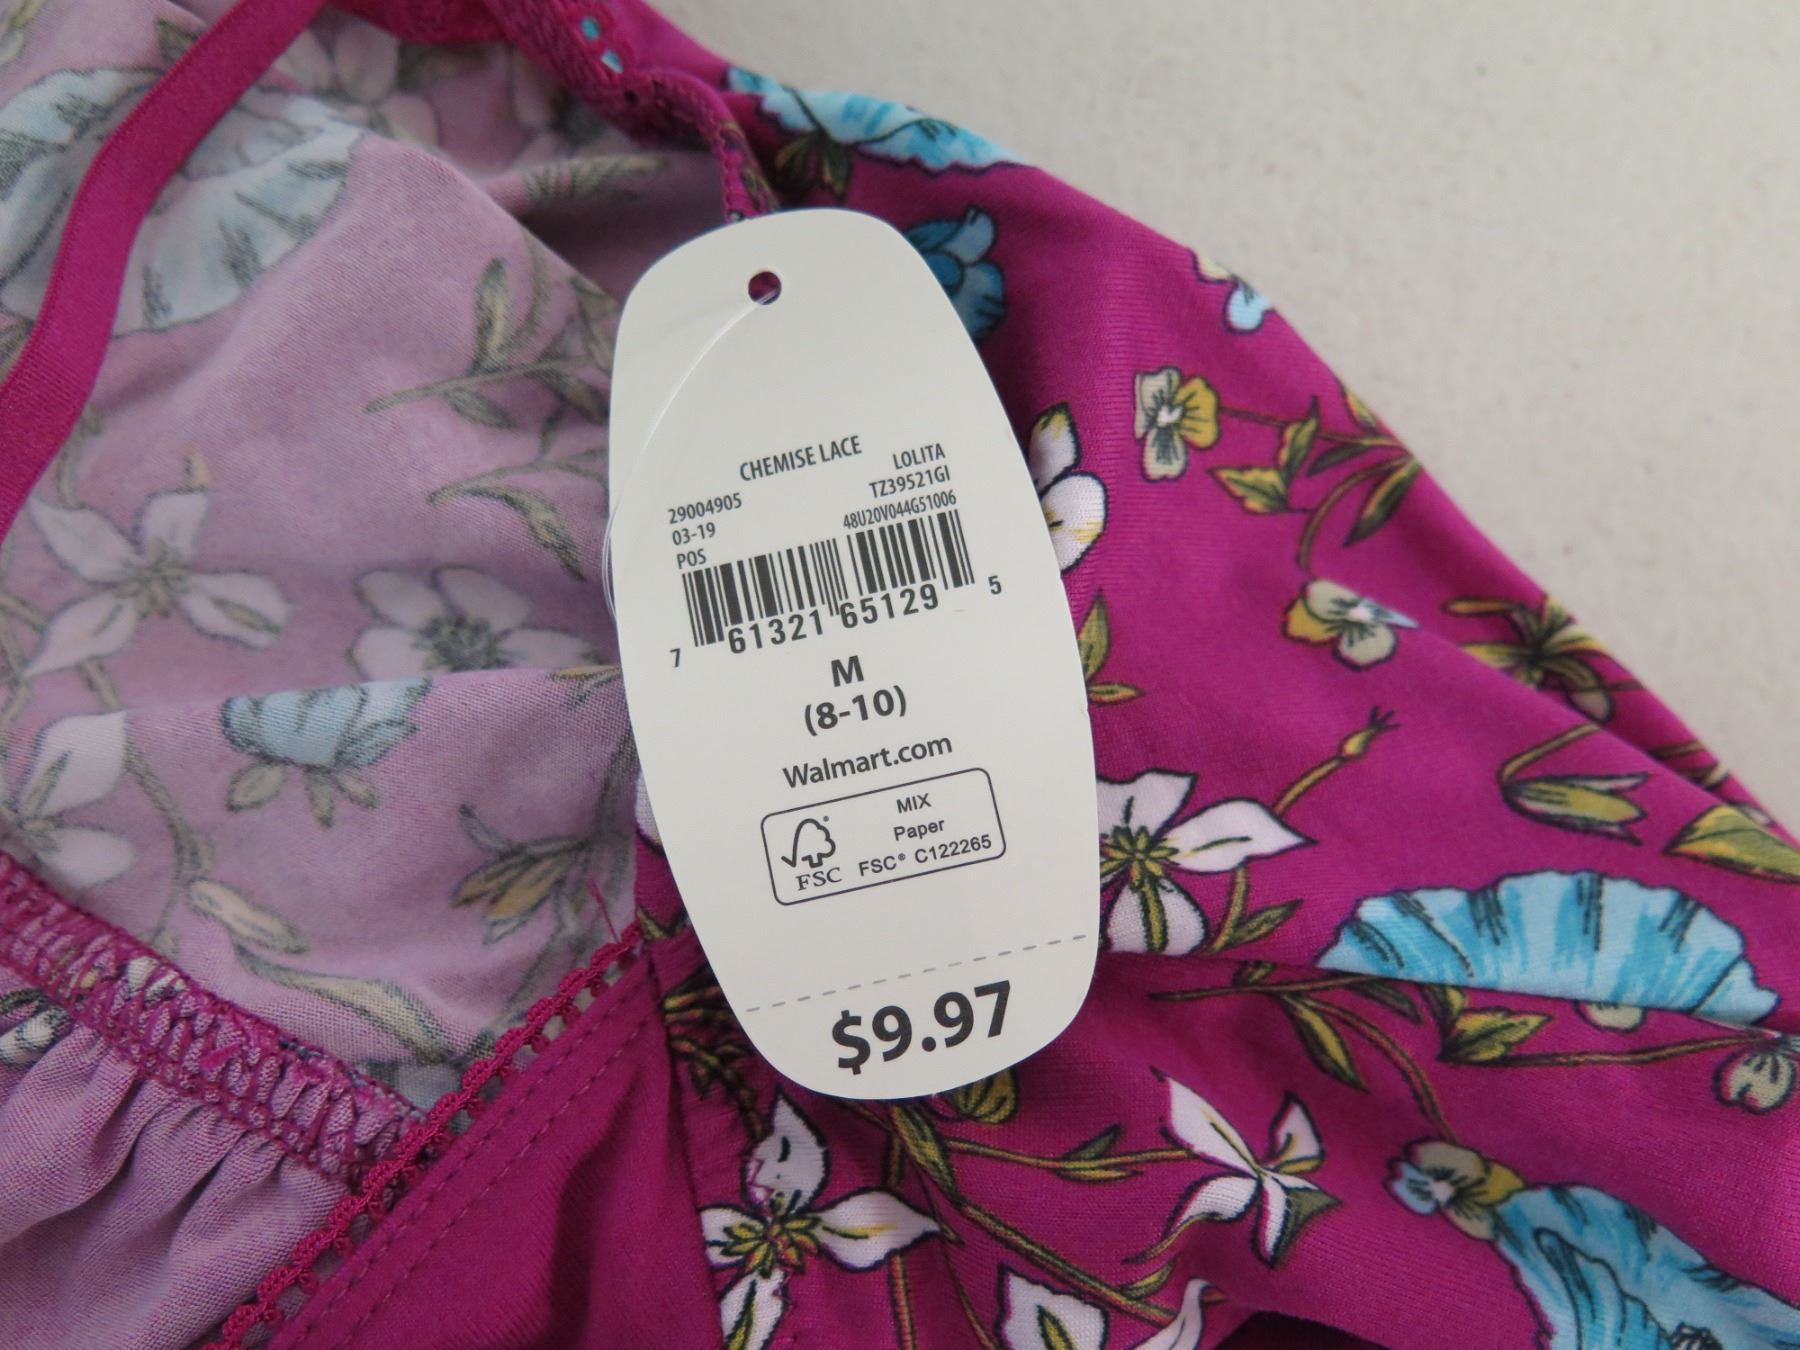 CHEMISE LACE
29004905
LOLITA
03-19
TZ39521GI
POS
48U20V044G51006
7 61321 65129 5
M
(8-10)
Walmart.com
MIX
Paper
FSC FSC® C122265
$9.97